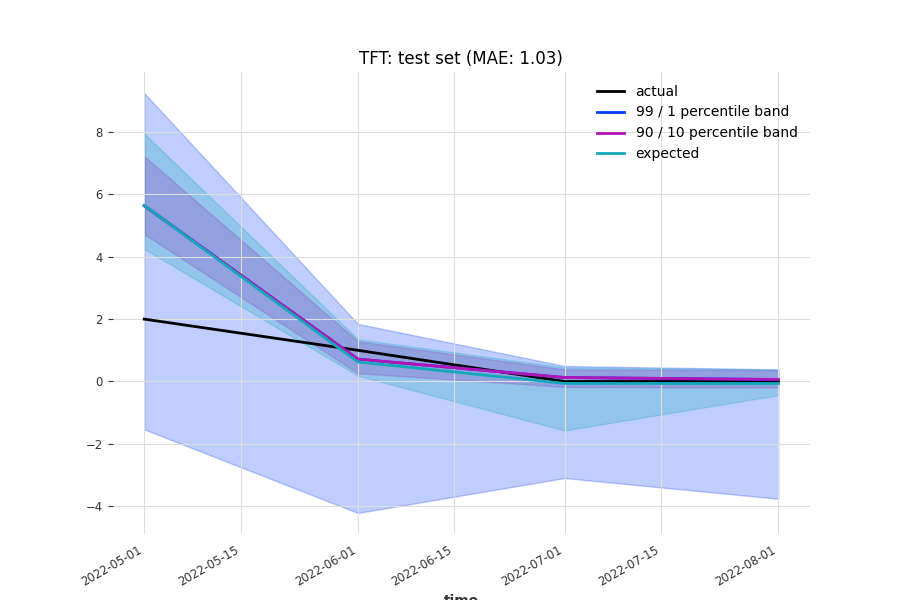 TFT: test set (MAE: 1.03)
actual
99 / 1 percentile band
90 / 10 percentile band
expected
8
6
4
2
0
−2
−4
2022-05-01
2022-05-15
2022-06-01
2022-06-15
2022-07-01
2022-07-15
2022-08-01
time